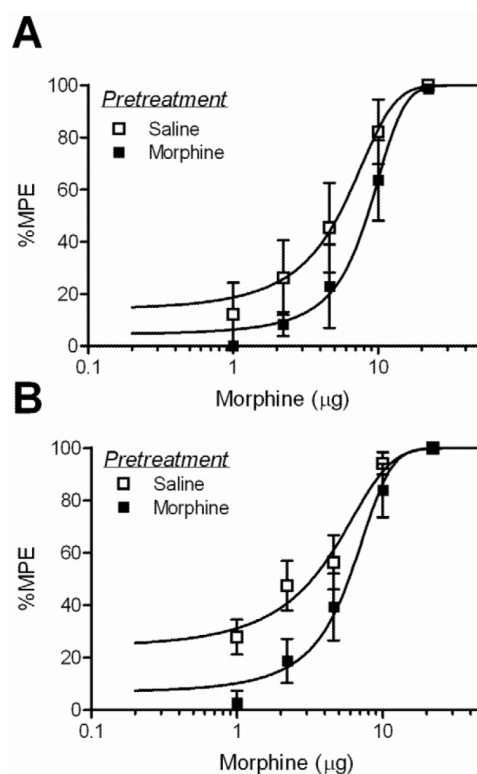 A
100
80
60
40
20
0
%MPE
Pretreatment
Saline
Morphine
0.1
1
10
Morphine (μg)
B
100
80
60
40
20
0
%MPE
Pretreatment
Saline
Morphine
0.1
1
10
Morphine (μg)